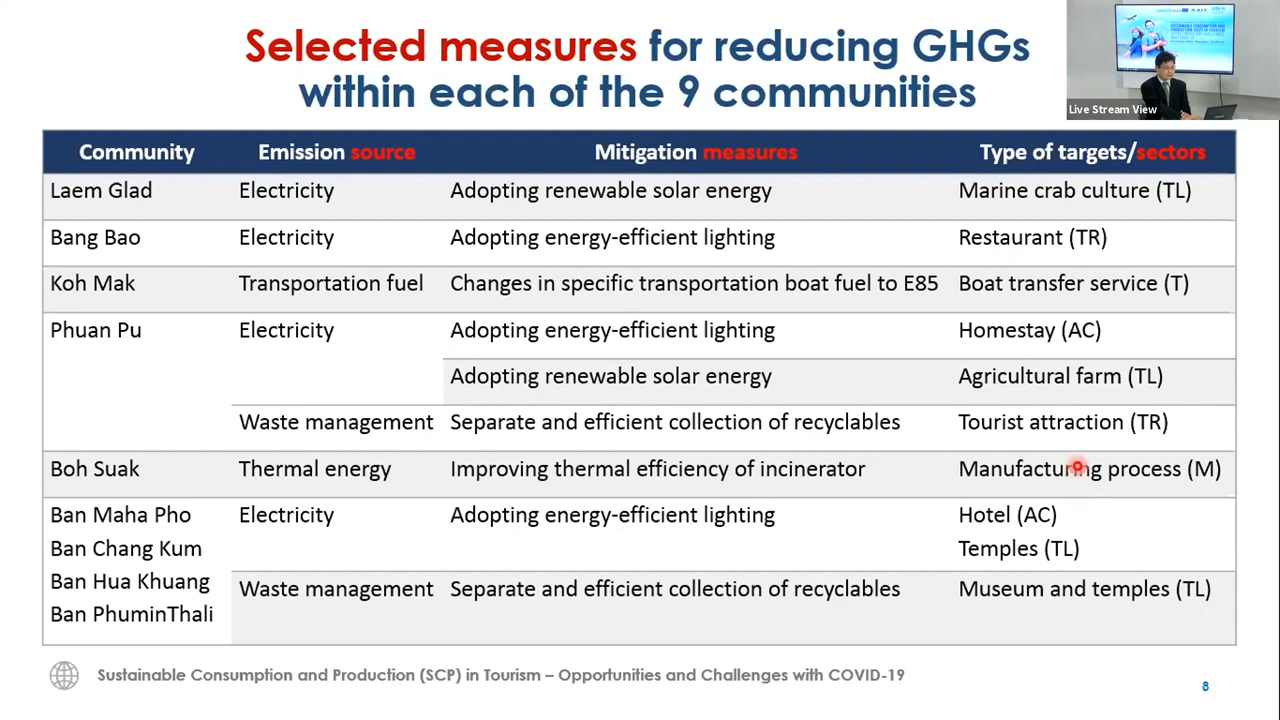 Selected measures for reducing GHGs
within each of the 9 communities
Live Stream View
Community Emission source Mitigation measures Type of targets/sectors
Laem Glad Electricity Adopting renewable solar energy Marine crab culture (TL)
Bang Bao Electricity Adopting energy-efficient lighting Restaurant (TR)
Koh Mak Transportation fuel Changes in specific transportation boat fuel to E85 Boat transfer service (T)
Phuan Pu Electricity Adopting energy-efficient lighting Homestay (AC)
Adopting renewable solar energy Agricultural farm (TL)
Waste management Separate and efficient collection of recyclables Tourist attraction (TR)
Boh Suak Thermal energy Improving thermal efficiency of incinerator Manufacturing process (M)
Ban Maha Pho Electricity Adopting energy-efficient lighting Hotel (AC)
Ban Chang Kum Temples (TL)
Ban Hua Khuang Waste management Separate and efficient collection of recyclables Museum and temples (TL)
Ban PhuminThali
Sustainable Consumption and Production (SCP) in Tourism – Opportunities and Challenges with COVID-19
8